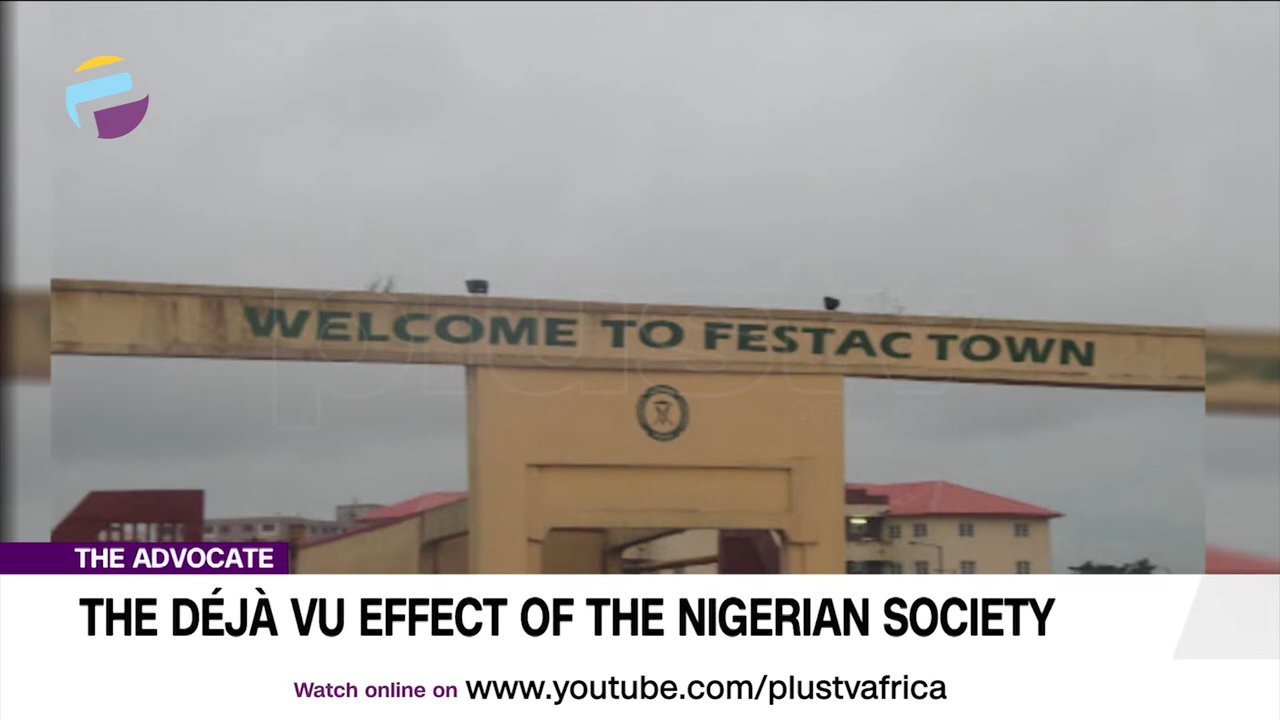 WELCOME TO FESTAC TOWN
THE ADVOCATE
THE DÉJÀ VU EFFECT OF THE NIGERIAN SOCIETY
Watch online on www.youtube.com/plustvafrica